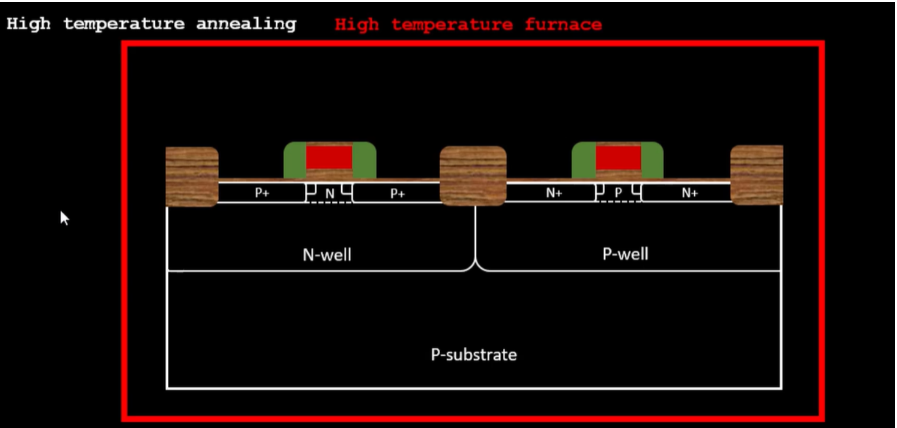 High temperature annealing High temperature furnace
P+ P N P P+ N+ P P P N+
N-well P-well
P-substrate